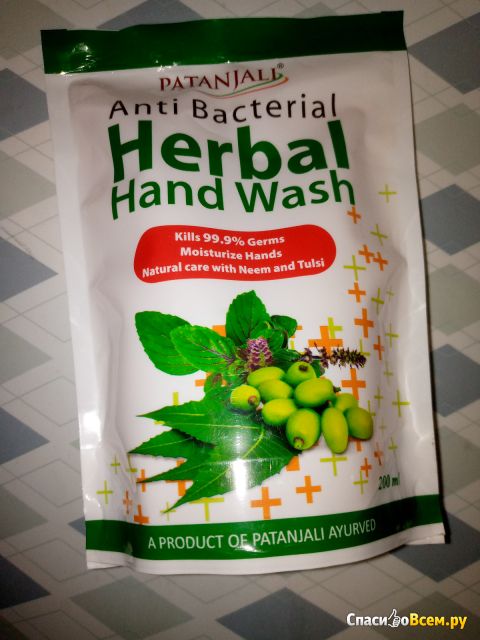 PATANJALI®
Anti Bacterial
Herbal
Hand Wash
Kills 99.9% Germs
Moisturize Hands
Natural care with Neem and Tulsi
200 ml
A PRODUCT OF PATANJALI AYURVED
СпасибоВсем.ру